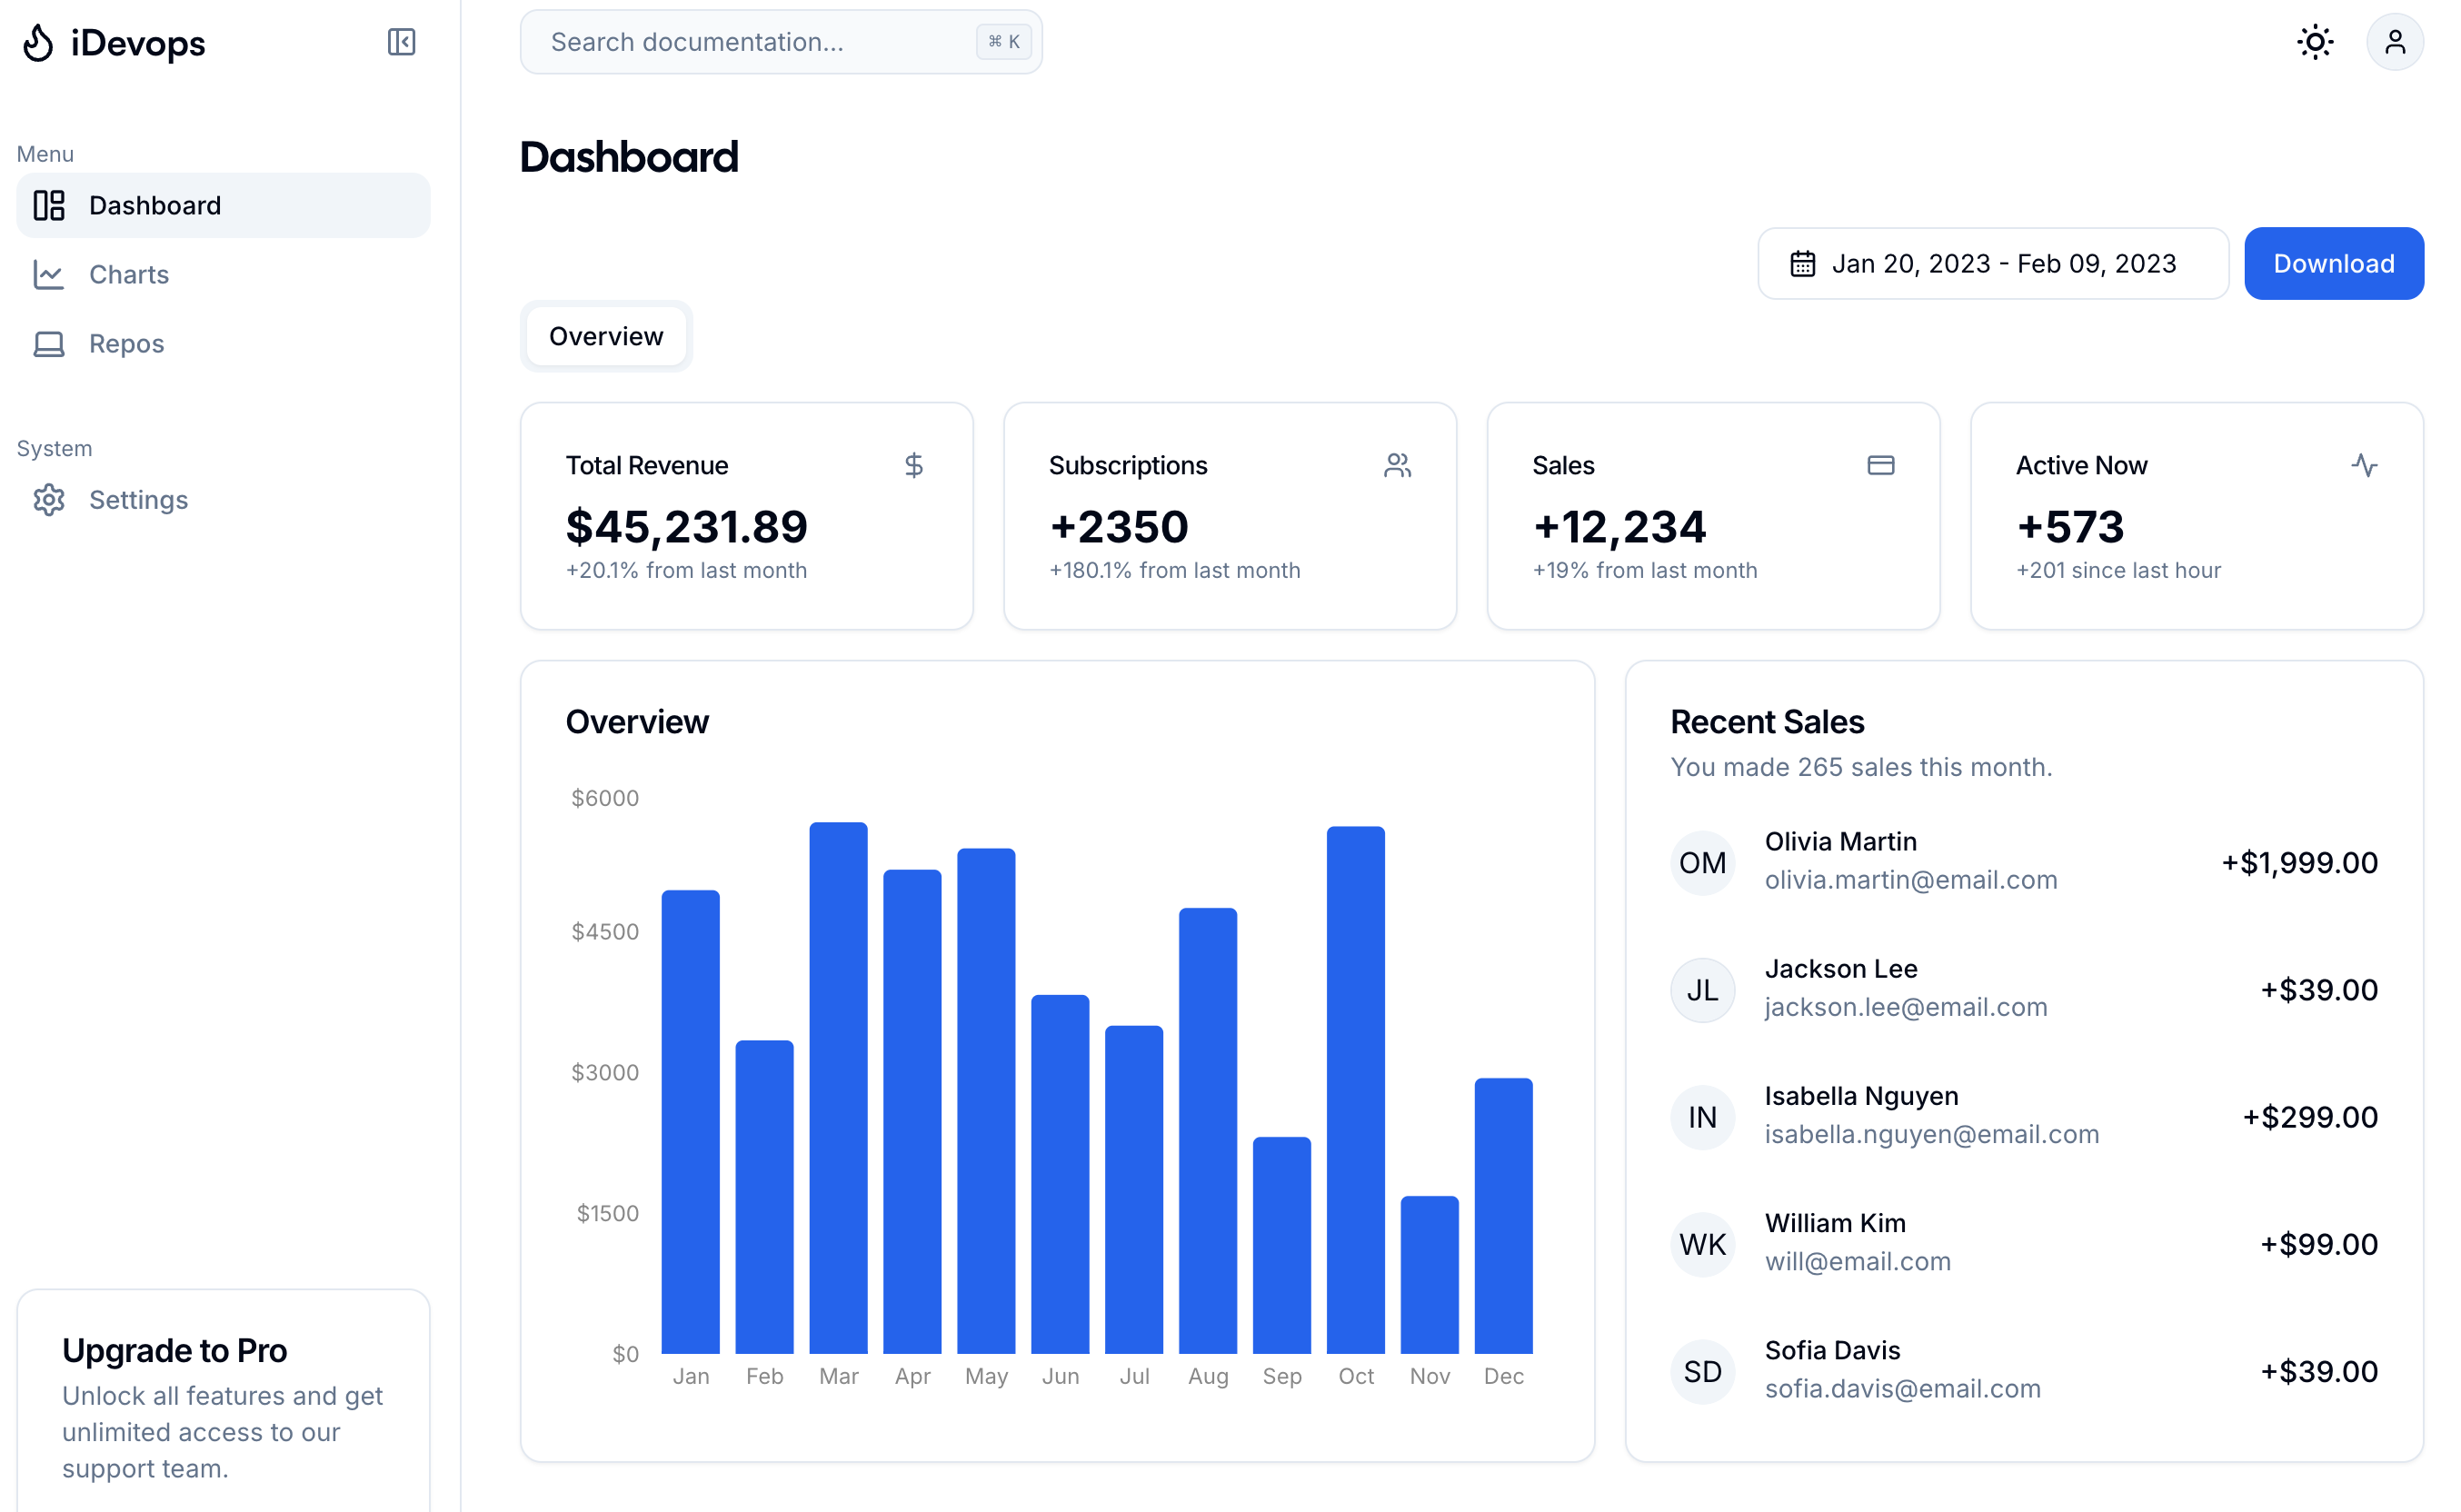 iDevops
Search documentation...
⌘ K
Menu
Dashboard
Charts
Repos
System
Settings
Upgrade to Pro
Unlock all features and get
unlimited access to our
support team.
Dashboard
Jan 20, 2023 - Feb 09, 2023
Download
Overview
Total Revenue
$45,231.89
+20.1% from last month
Subscriptions
+2350
+180.1% from last month
Sales
+12,234
+19% from last month
Active Now
+573
+201 since last hour
Overview
$6000
$4500
$3000
$1500
$0
Jan Feb Mar Apr May Jun Jul Aug Sep Oct Nov Dec
Recent Sales
You made 265 sales this month.
OM
Olivia Martin
olivia.martin@email.com
+$1,999.00
JL
Jackson Lee
jackson.lee@email.com
+$39.00
IN
Isabella Nguyen
isabella.nguyen@email.com
+$299.00
WK
William Kim
will@email.com
+$99.00
SD
Sofia Davis
sofia.davis@email.com
+$39.00